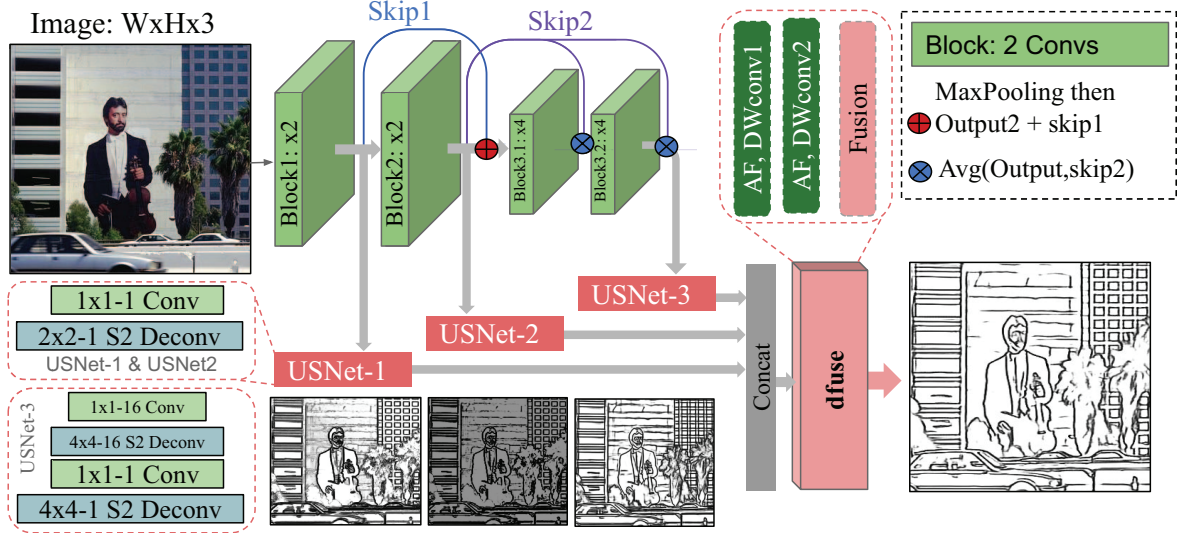 Image: WxHx3
Skip1
Skip2
Block1: x2
Block2: x2
Block3.1: x4
Block3.2: x4
AF, DWconv1
AF, DWconv2
Fusion
Block: 2 Convs
MaxPooling then
Output2 + skip1
Avg(Output,skip2)
USNet-3
USNet-2
USNet-1
1x1-1 Conv
2x2-1 S2 Deconv
USNet-1 & USNet2
USNet-3
1x1-16 Conv
4x4-16 S2 Deconv
1x1-1 Conv
4x4-1 S2 Deconv
Concat
dfuse